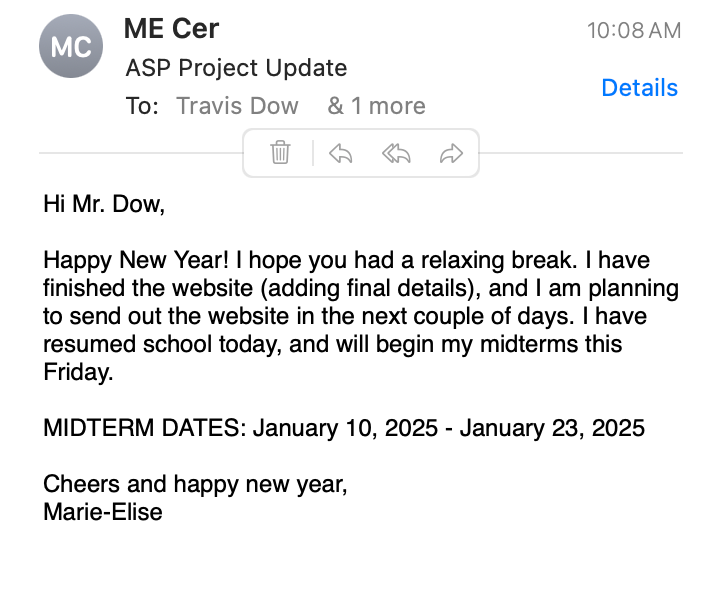 MC
ME Cer
10:08 AM
ASP Project Update
Details
To: Travis Dow & 1 more
Hi Mr. Dow,
Happy New Year! I hope you had a relaxing break. I have
finished the website (adding final details), and I am planning
to send out the website in the next couple of days. I have
resumed school today, and will begin my midterms this
Friday.
MIDTERM DATES: January 10, 2025 - January 23, 2025
Cheers and happy new year,
Marie-Elise